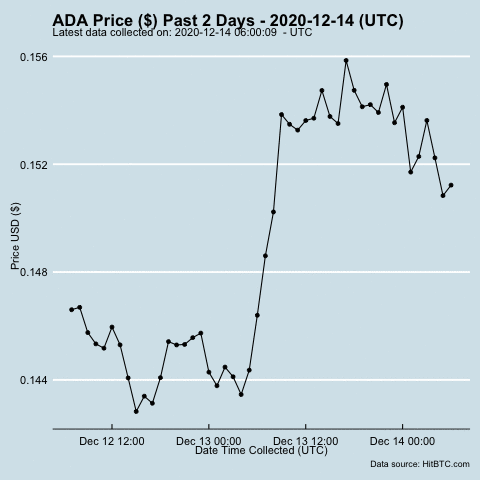 ADA Price ($) Past 2 Days - 2020-12-14 (UTC)
Latest data collected on: 2020-12-14 06:00:09  - UTC
0.156
0.152
0.148
0.144
Price USD ($)
Dec 12 12:00
Dec 13 00:00
Dec 13 12:00
Dec 14 00:00
Date Time Collected (UTC)
Data source: HitBTC.com